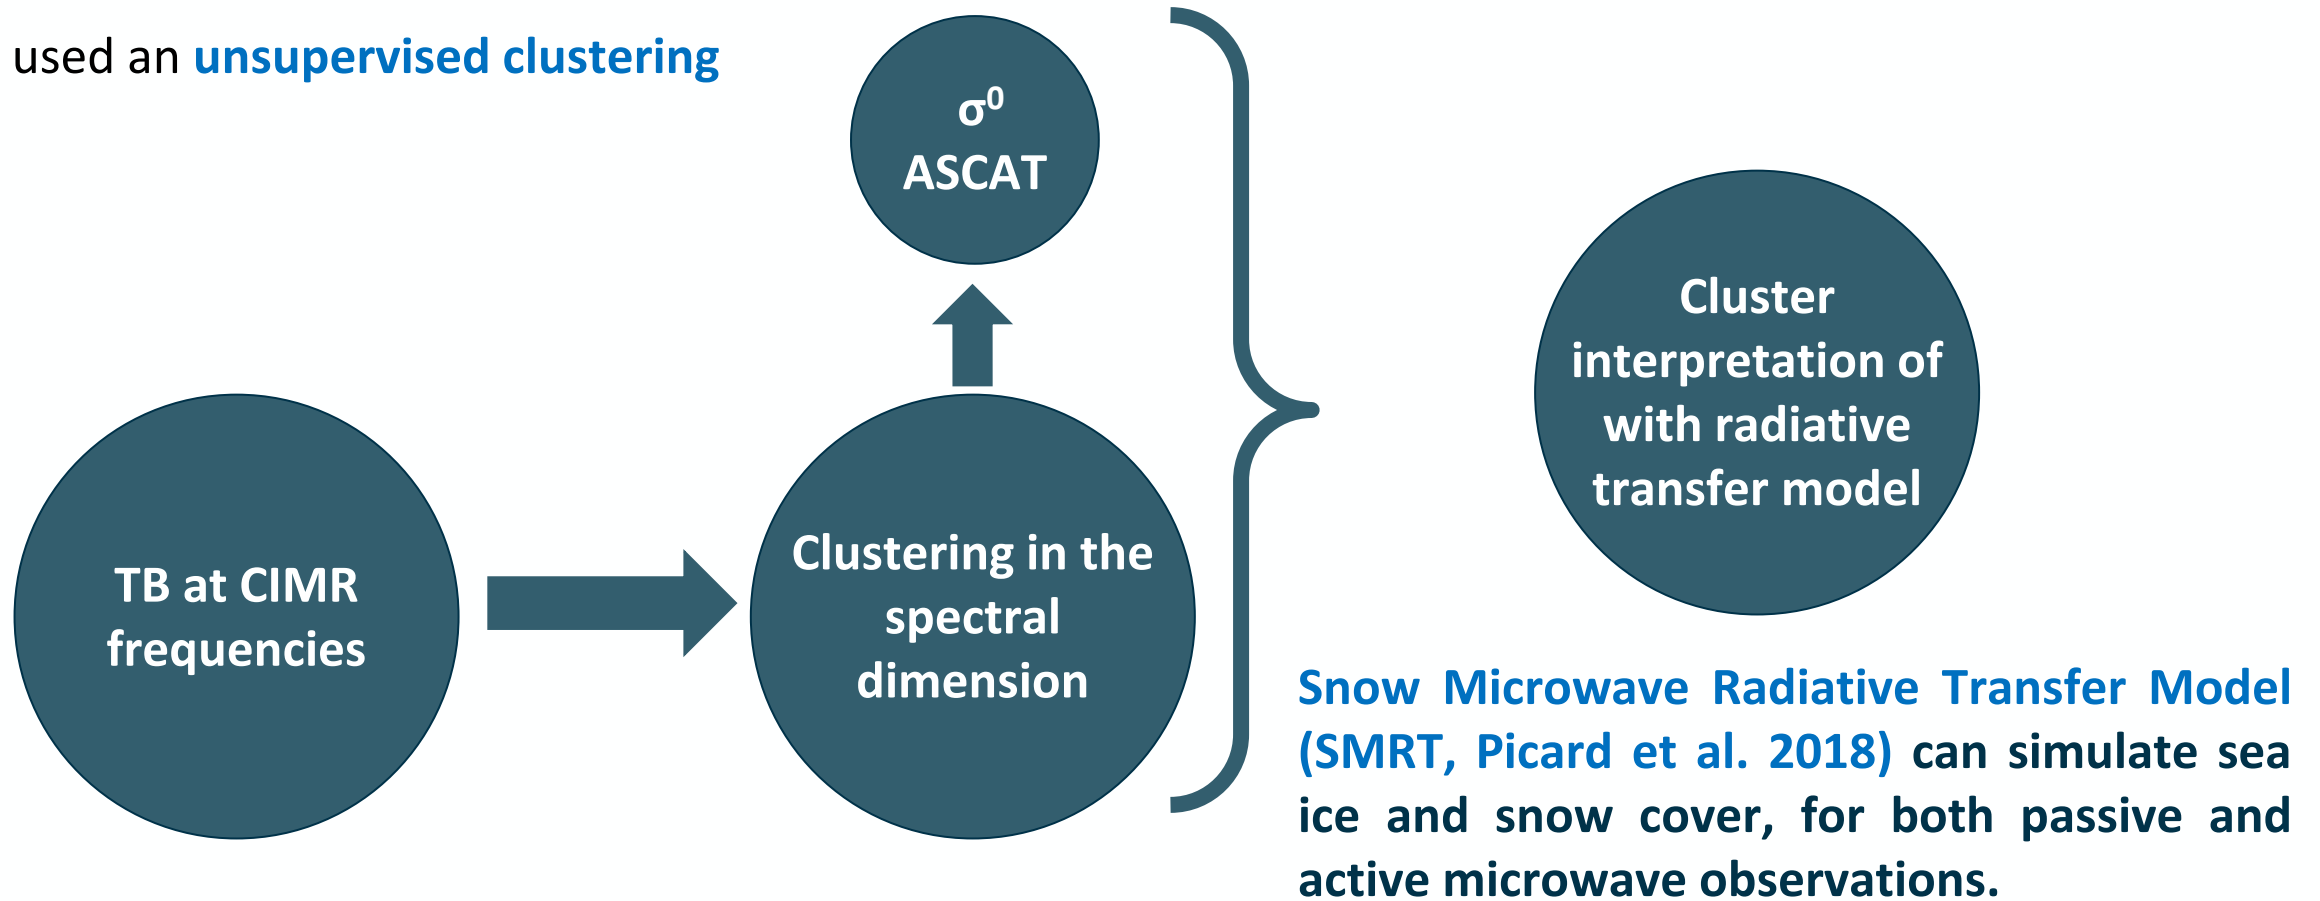 used an unsupervised clustering
σ⁰
ASCAT
TB at CIMR
frequencies
Clustering in the
spectral
dimension
Cluster
interpretation of
with radiative
transfer model
Snow Microwave Radiative Transfer Model
(SMRT, Picard et al. 2018) can simulate sea
ice and snow cover, for both passive and
active microwave observations.